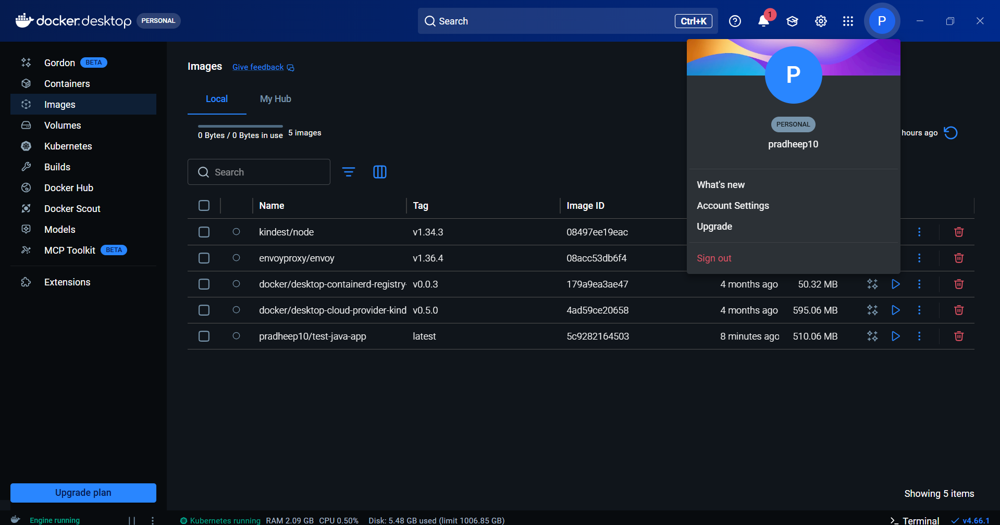 docker.desktop PERSONAL
Search Ctrl+K
1
P
Gordon BETA
Containers
Images
Volumes
Kubernetes
Builds
Docker Hub
Docker Scout
Models
MCP Toolkit BETA
Extensions
Upgrade plan
Images Give feedback
Local My Hub
0 Bytes / 0 Bytes in use 5 images
hours ago
Search
Name Tag Image ID
kindest/node v1.34.3 08497ee19eac
envoyproxy/envoy v1.36.4 08acc53db6f4
docker/desktop-containerd-registry- v0.0.3 179a9ea3ae47 4 months ago 50.32 MB
docker/desktop-cloud-provider-kind v0.5.0 4ad59ce20658 4 months ago 595.06 MB
pradheep10/test-java-app latest 5c9282164503 8 minutes ago 510.06 MB
P
PERSONAL
pradheep10
What's new
Account Settings
Upgrade
Sign out
Showing 5 items
Engine running Kubernetes running RAM 2.09 GB CPU 0.50% Disk: 5.48 GB used (limit 1006.85 GB) >_ Terminal v4.66.1